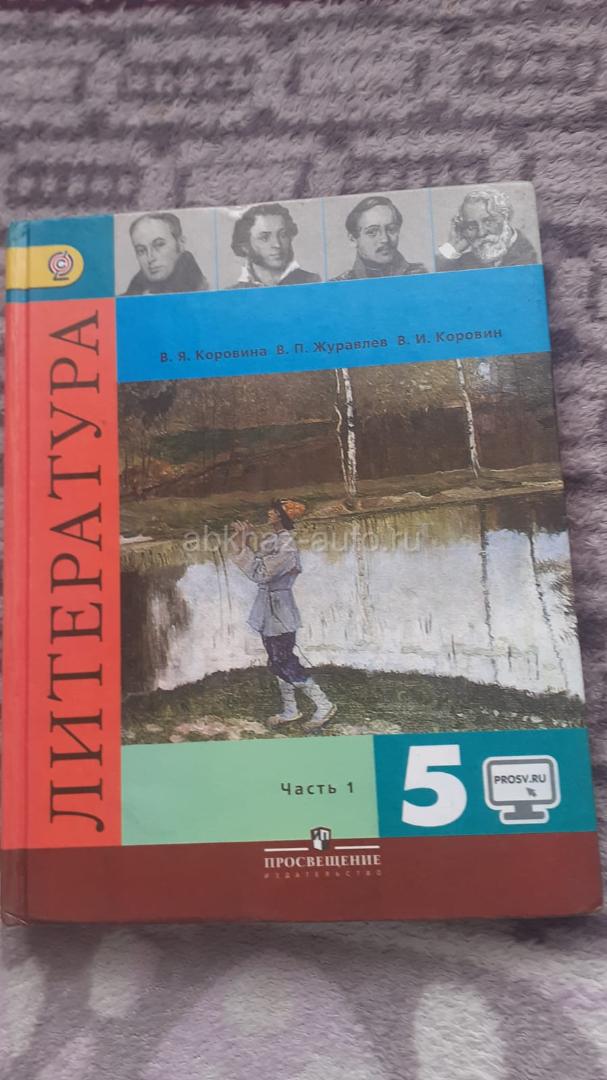 В. Я. Коровина В. П. Журавлев В. И. Коровин
ЛИТЕРАТУРА
abkhaz-auto.ru
Часть 1
5
PROSV.RU
ПРОСВЕЩЕНИЕ
ИЗДАТЕЛЬСТВО